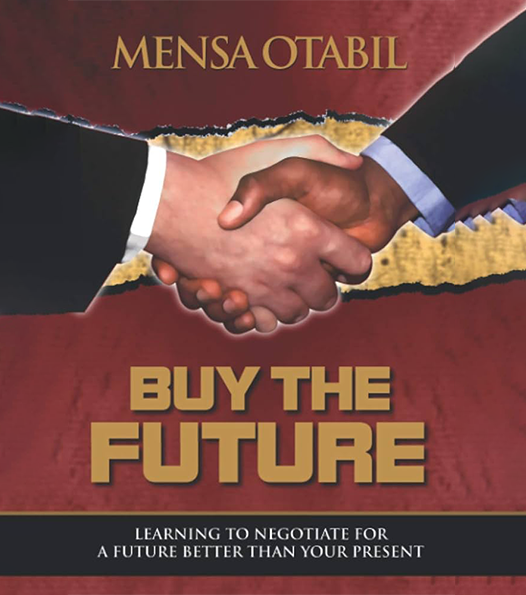 MENSA OTABIL
BUY THE
FUTURE
LEARNING TO NEGOTIATE FOR
A FUTURE BETTER THAN YOUR PRESENT